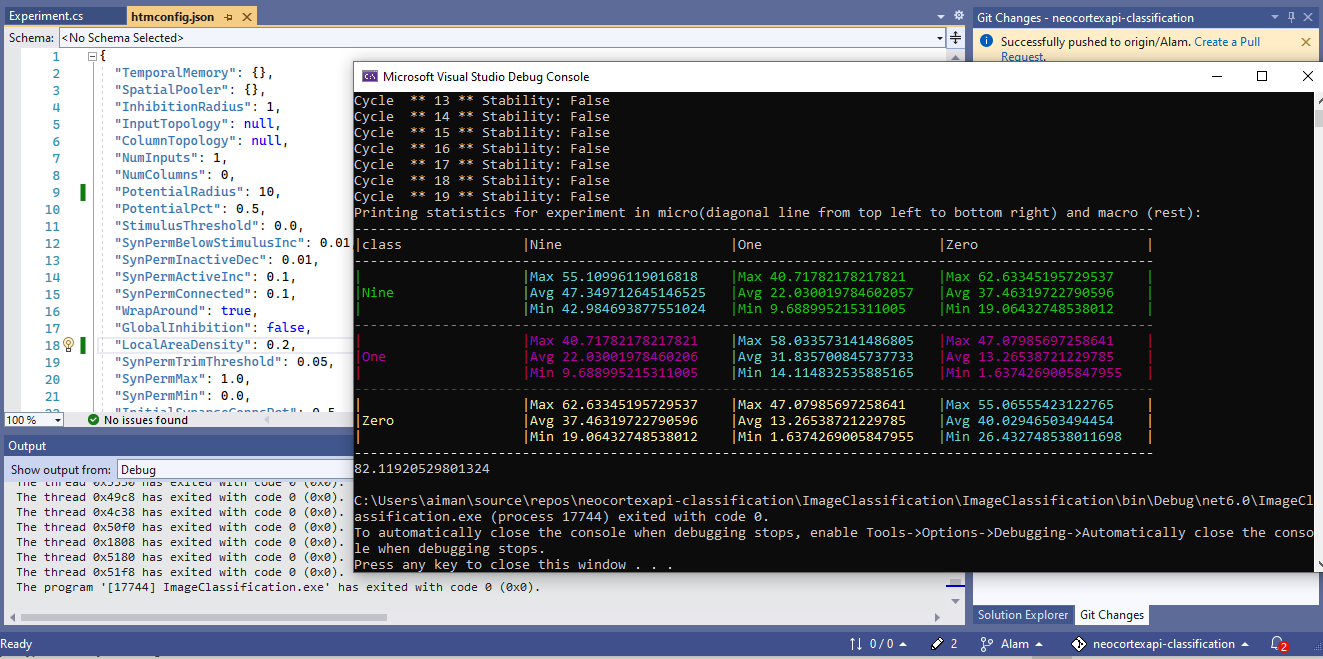 Experiment.cs
htmconfig.json
Git Changes - neocortexapi-classification
Schema: <No Schema Selected>
Successfully pushed to origin/Alam. Create a Pull
Request.
1 {
2 "TemporalMemory": {},
3 "SpatialPooler": {},
4 "InhibitionRadius": 1,
5 "InputTopology": null,
6 "ColumnTopology": null,
7 "NumInputs": 1,
8 "NumColumns": 0,
9 "PotentialRadius": 10,
10 "PotentialPct": 0.5,
11 "StimulusThreshold": 0.0,
12 "SynPermBelowStimulusInc": 0.01,
13 "SynPermInactiveDec": 0.01,
14 "SynPermActiveInc": 0.1,
15 "SynPermConnected": 0.1,
16 "WrapAround": true,
17 "GlobalInhibition": false,
18 "LocalAreaDensity": 0.2,
19 "SynPermTrimThreshold": 0.05,
20 "SynPermMax": 1.0,
21 "SynPermMin": 0.0,
100 %
No issues found
Output
Show output from: Debug
The thread 0x49c8 has exited with code 0 (0x0).
The thread 0x4c38 has exited with code 0 (0x0).
The thread 0x50f0 has exited with code 0 (0x0).
The thread 0x1808 has exited with code 0 (0x0).
The thread 0x5180 has exited with code 0 (0x0).
The thread 0x51f8 has exited with code 0 (0x0).
The program '[17744] ImageClassification.exe' has exited with code 0 (0x0).
Microsoft Visual Studio Debug Console
Cycle ** 13 ** Stability: False
Cycle ** 14 ** Stability: False
Cycle ** 15 ** Stability: False
Cycle ** 16 ** Stability: False
Cycle ** 17 ** Stability: False
Cycle ** 18 ** Stability: False
Cycle ** 19 ** Stability: False
Printing statistics for experiment in micro(diagonal line from top left to bottom right) and macro (rest):
|class |Nine |One |Zero |
| |Max 55.10996119016818 |Max 40.71782178217821 |Max 62.63345195729537 |
|Nine |Avg 47.349712645146525 |Avg 22.030019784602057 |Avg 37.46319722790596 |
| |Min 42.984693877551024 |Min 9.688995215311005 |Min 19.06432748538012 |
| |Max 40.71782178217821 |Max 58.033573141486805 |Max 47.07985697258641 |
|One |Avg 22.03001978460206 |Avg 31.835700845737733 |Avg 13.26538721229785 |
| |Min 9.688995215311005 |Min 14.114832535885165 |Min 1.6374269005847955 |
| |Max 62.63345195729537 |Max 47.07985697258641 |Max 55.06555423122765 |
|Zero |Avg 37.46319722790596 |Avg 13.26538721229785 |Avg 40.02946503494454 |
| |Min 19.06432748538012 |Min 1.6374269005847955 |Min 26.432748538011698 |
82.11920529801324
C:\Users\aiman\source\repos\neocortexapi-classification\ImageClassification\ImageClassification\bin\Debug\net6.0\ImageCl
assification.exe (process 17744) exited with code 0.
To automatically close the console when debugging stops, enable Tools->Options->Debugging->Automatically close the conso
le when debugging stops.
Press any key to close this window . . .
Solution Explorer
Git Changes
Ready
0 / 0
2
Alam
neocortexapi-classification
2